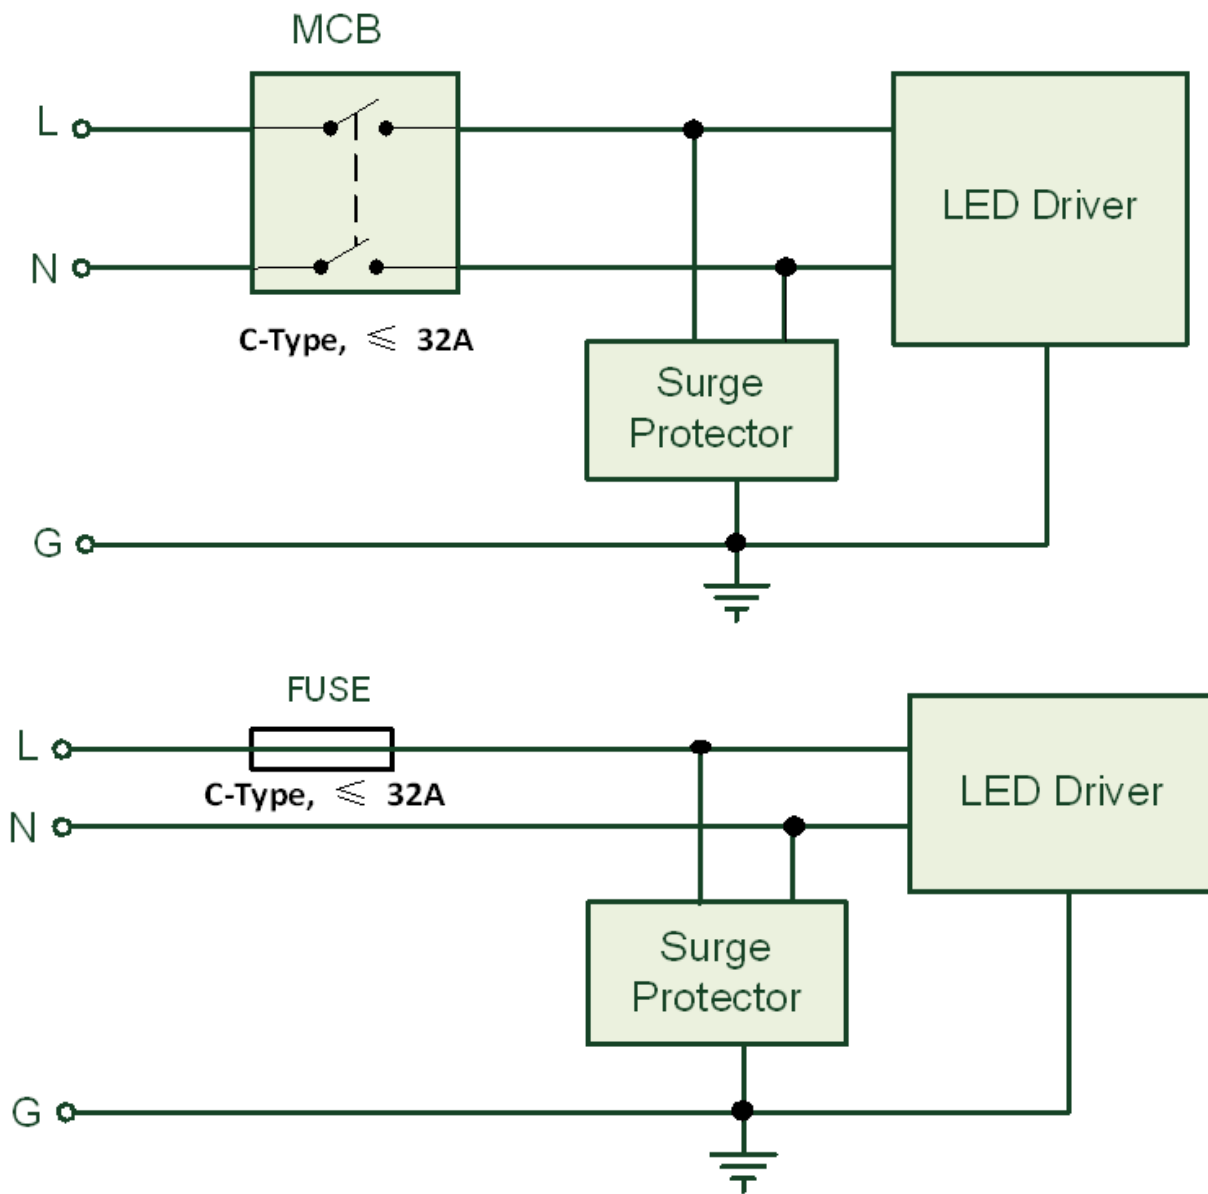 MCB
L
N
LED Driver
C-Type, ≤ 32A
Surge
Protector
G
FUSE
L
C-Type, ≤ 32A
N
LED Driver
Surge
Protector
G